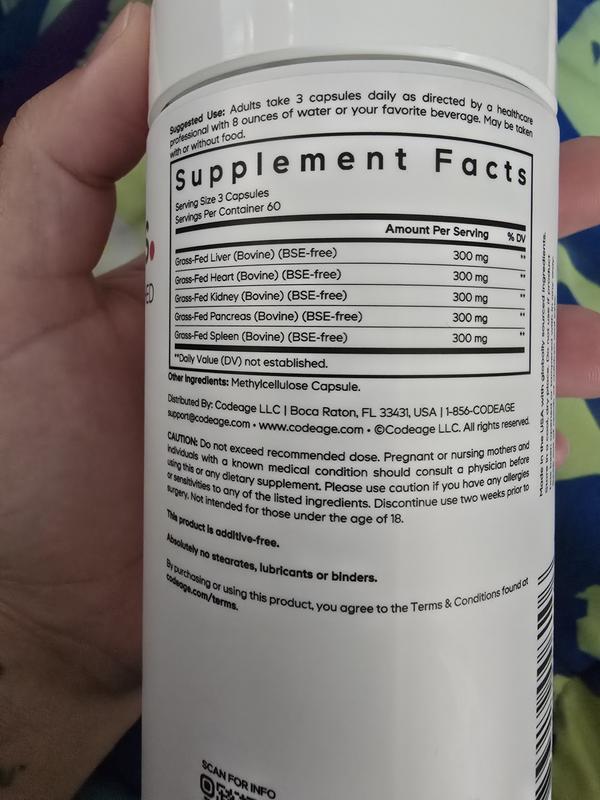 Suggested Use: Adults take 3 capsules daily as directed by a healthcare
professional with 8 ounces of water or your favorite beverage. May be taken
with or without food.
Supplement Facts
Serving Size 3 Capsules
Servings Per Container 60
Amount Per Serving % DV
Grass-Fed Liver (Bovine) (BSE-free) 300 mg **
Grass-Fed Heart (Bovine) (BSE-free) 300 mg **
Grass-Fed Kidney (Bovine) (BSE-free) 300 mg **
Grass-Fed Pancreas (Bovine) (BSE-free) 300 mg **
Grass-Fed Spleen (Bovine) (BSE-free) 300 mg **
**Daily Value (DV) not established.
Other Ingredients: Methylcellulose Capsule.
Distributed By: Codeage LLC | Boca Raton, FL 33431, USA | 1-856-CODEAGE
support@codeage.com • www.codeage.com • ©Codeage LLC. All rights reserved.
CAUTION: Do not exceed recommended dose. Pregnant or nursing mothers and
individuals with a known medical condition should consult a physician before
using this or any dietary supplement. Please use caution if you have any allergies
or sensitivities to any of the listed ingredients. Discontinue use two weeks prior to
surgery. Not intended for those under the age of 18.
This product is additive-free.
Absolutely no stearates, lubricants or binders.
By purchasing or using this product, you agree to the Terms & Conditions found at
codeage.com/terms.
SCAN FOR INFO
Made in the USA with globally sourced ingredients.